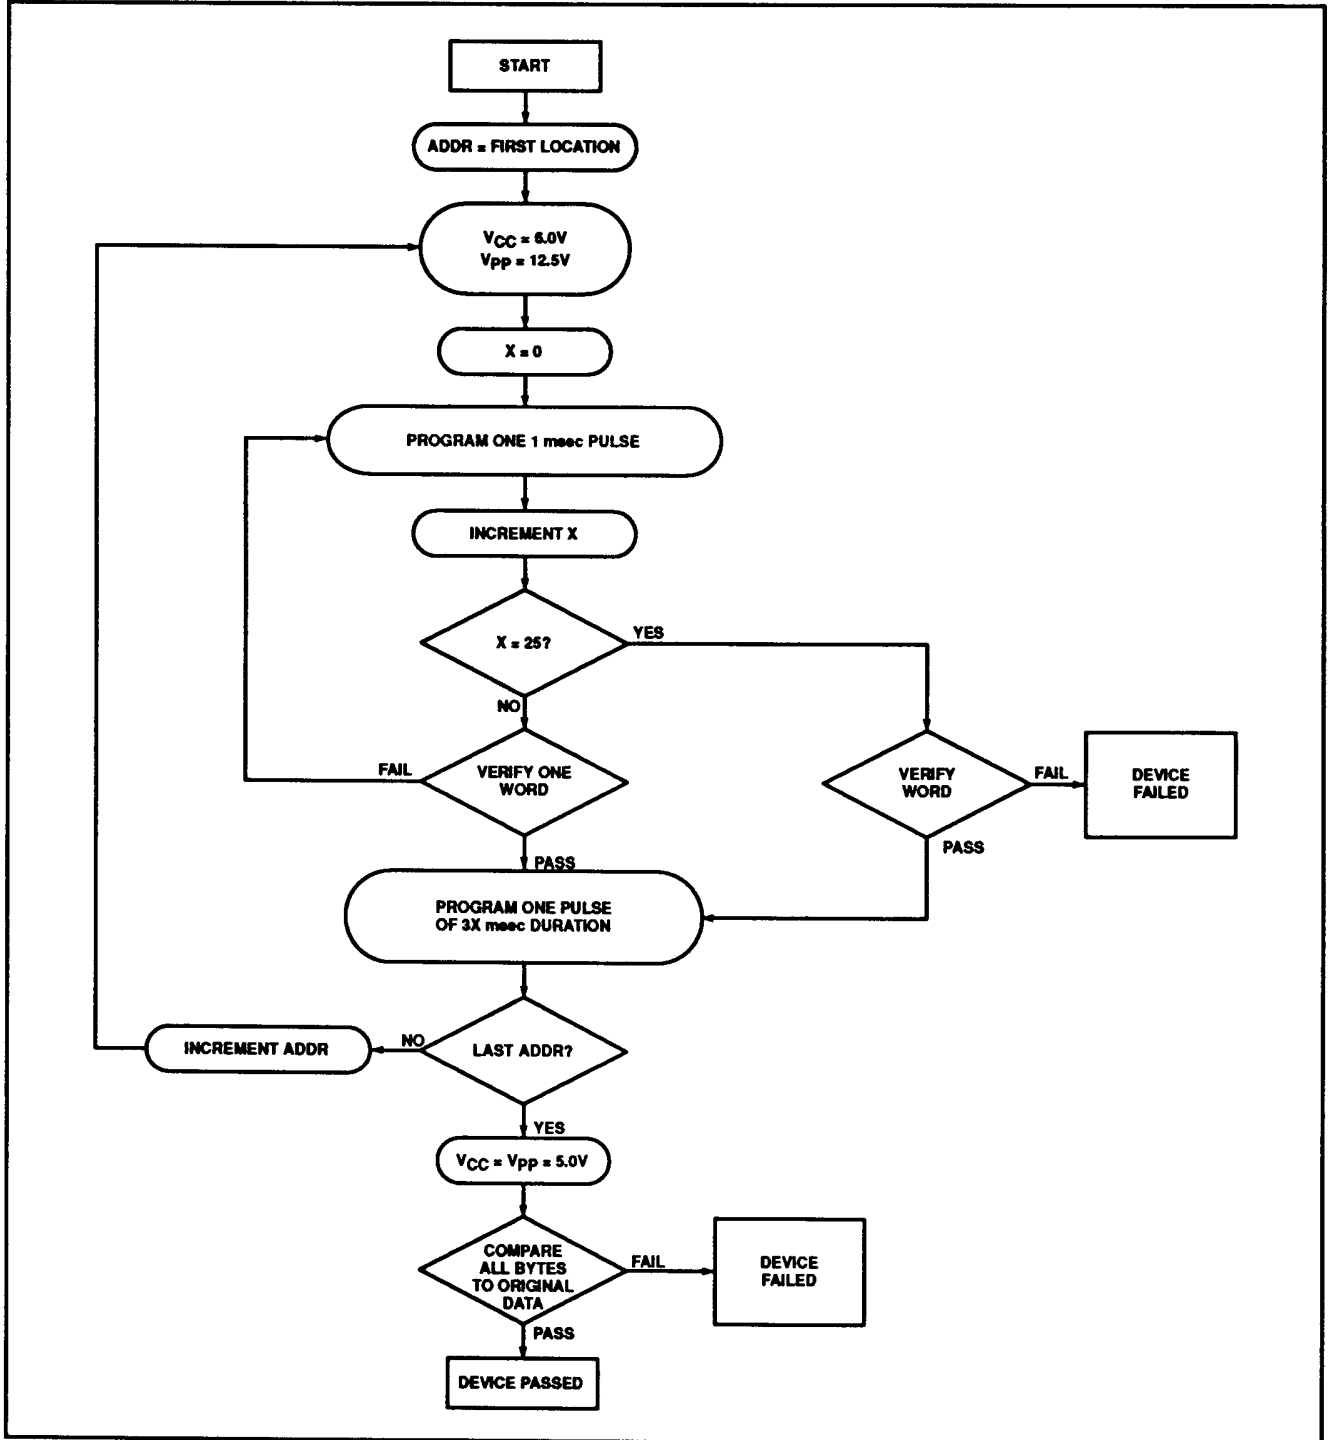 START
ADDR = FIRST LOCATION
VCC = 6.0V
VPP = 12.5V
X = 0
PROGRAM ONE 1 msec PULSE
INCREMENT X
X = 25?
YES
NO
VERIFY ONE
WORD
FAIL
PASS
VERIFY
WORD
FAIL
DEVICE
FAILED
PASS
PROGRAM ONE PULSE
OF 3X msec DURATION
LAST ADDR?
NO
INCREMENT ADDR
YES
VCC = VPP = 5.0V
COMPARE
ALL BYTES
TO ORIGINAL
DATA
FAIL
DEVICE
FAILED
PASS
DEVICE PASSED